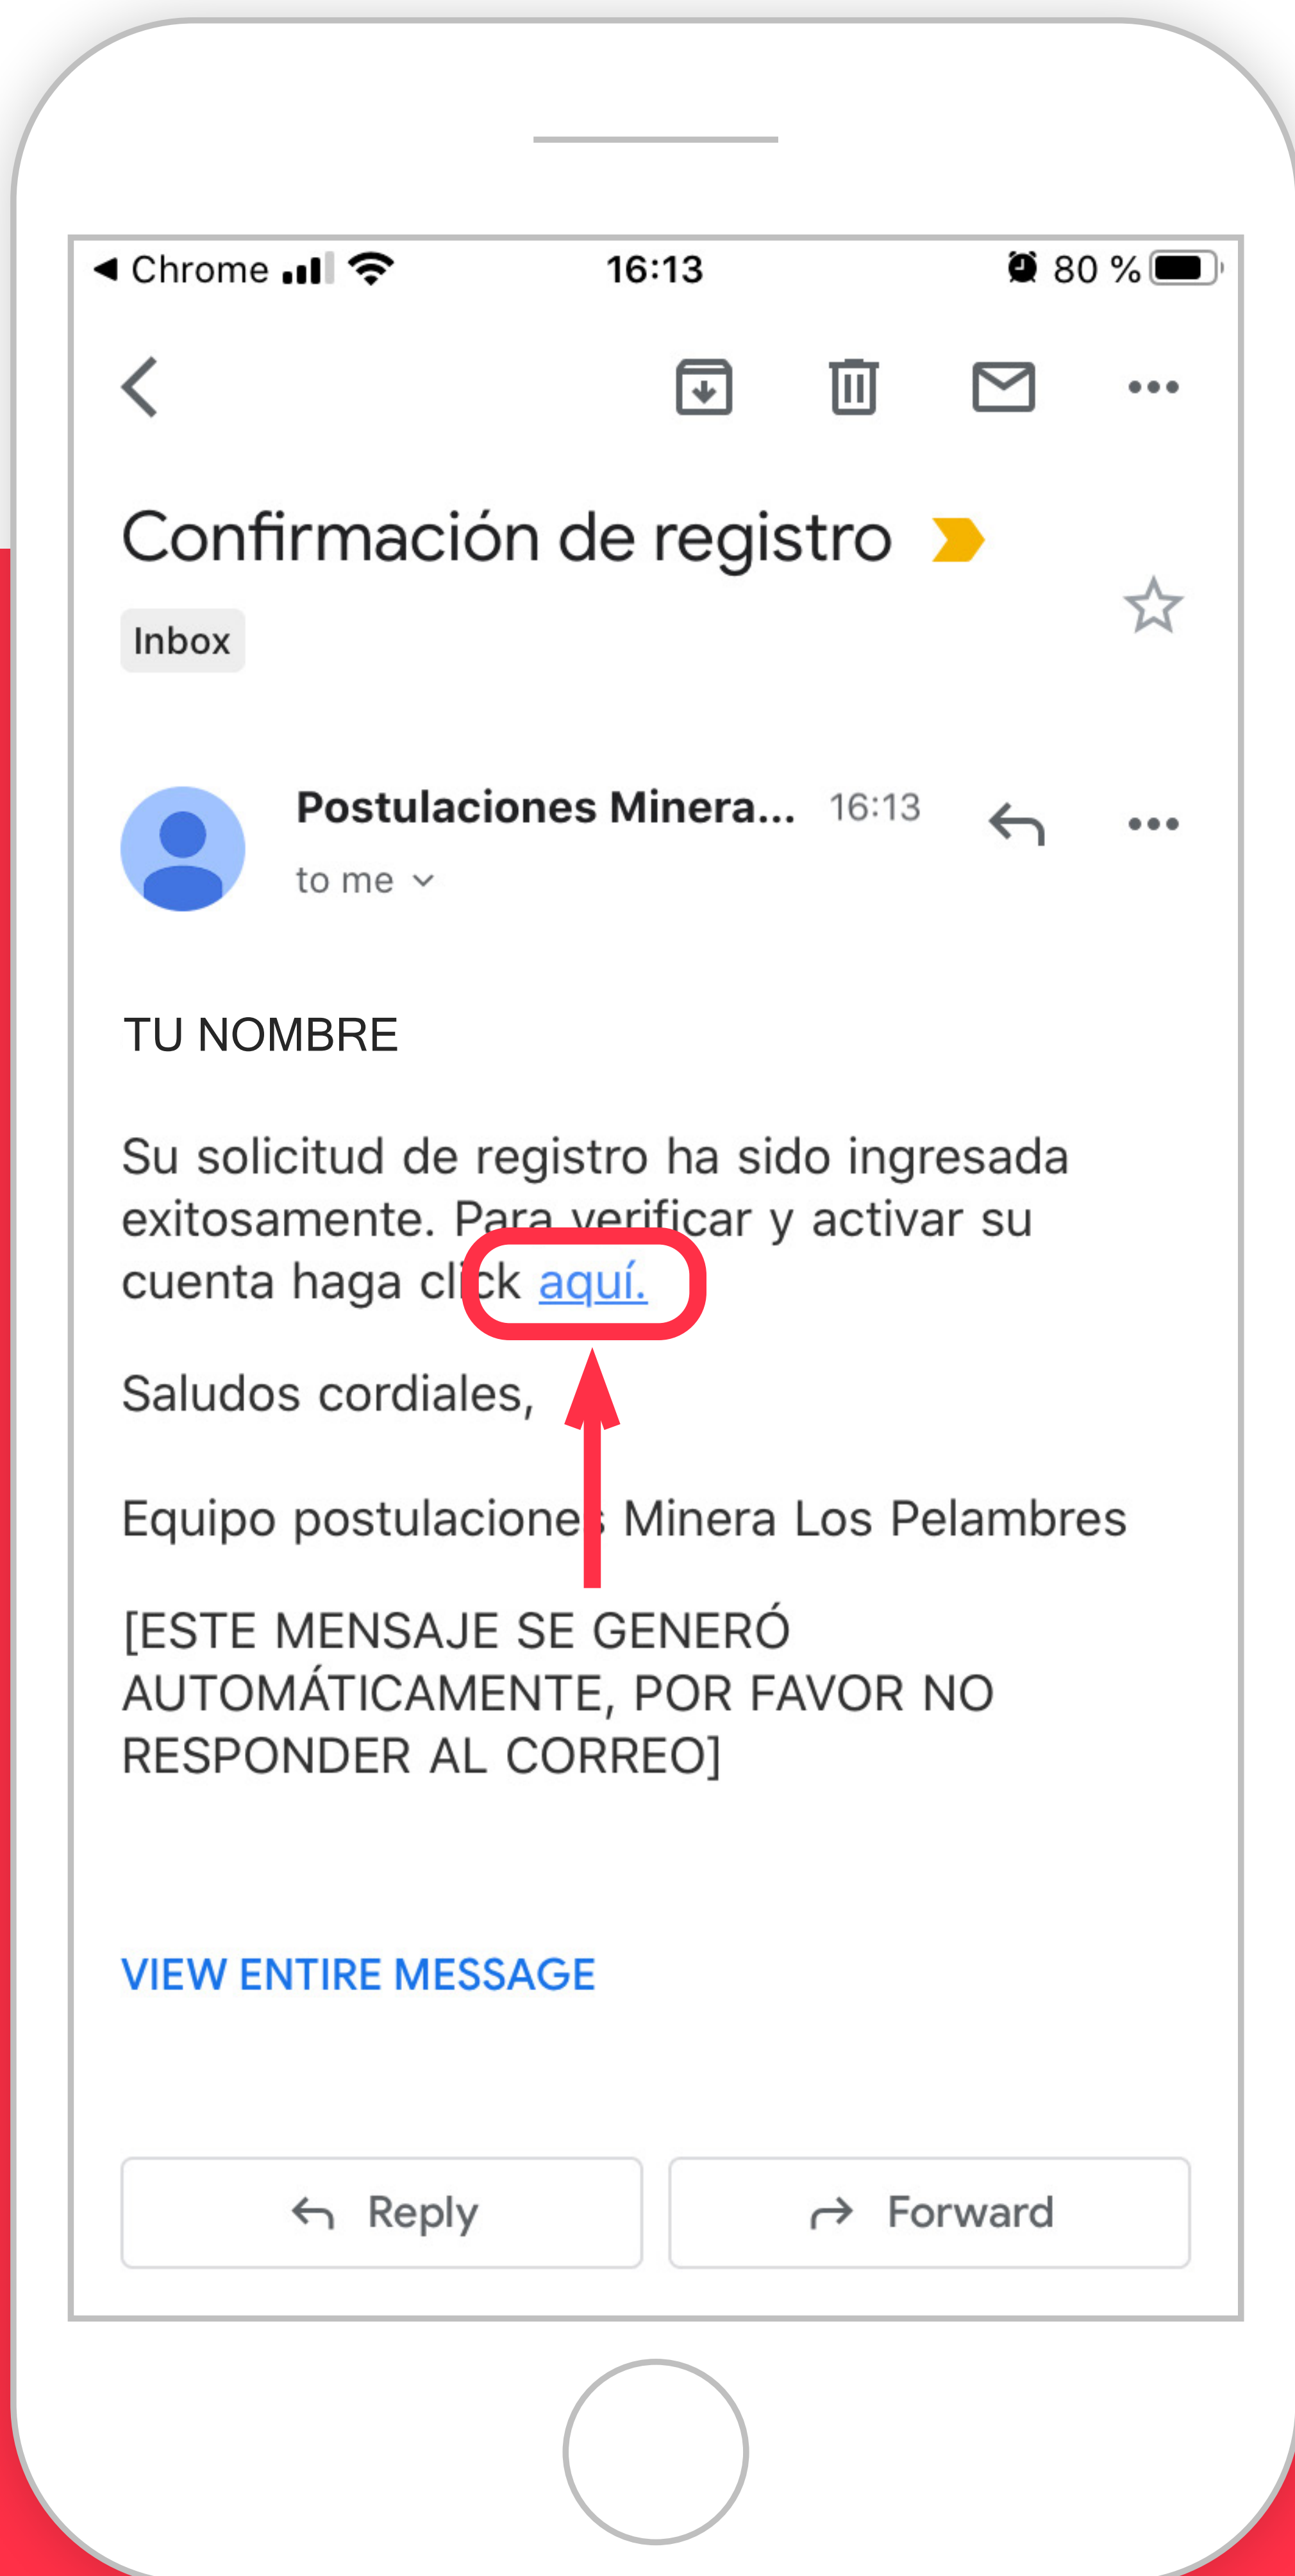 Chrome 16:13 80 %
Confirmación de registro
Inbox
Postulaciones Minera... 16:13
to me
TU NOMBRE
Su solicitud de registro ha sido ingresada
exitosamente. Para verificar y activar su
cuenta haga click aquí.
Saludos cordiales,
Equipo postulaciones Minera Los Pelambres
[ESTE MENSAJE SE GENERÓ
AUTOMÁTICAMENTE, POR FAVOR NO
RESPONDER AL CORREO]
VIEW ENTIRE MESSAGE
Reply Forward